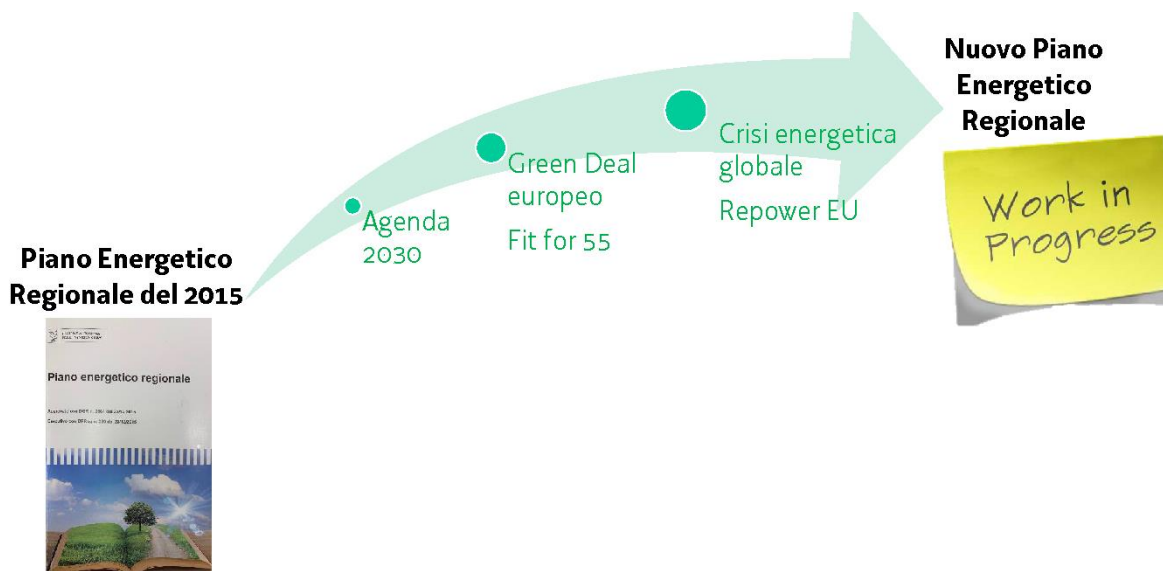 Piano Energetico
Regionale del 2015
Piano energetico regionale
Agenda
2030
Green Deal
europeo
Fit for 55
Crisi energetica
globale
Repower EU
Nuovo Piano
Energetico
Regionale
Work in
Progress